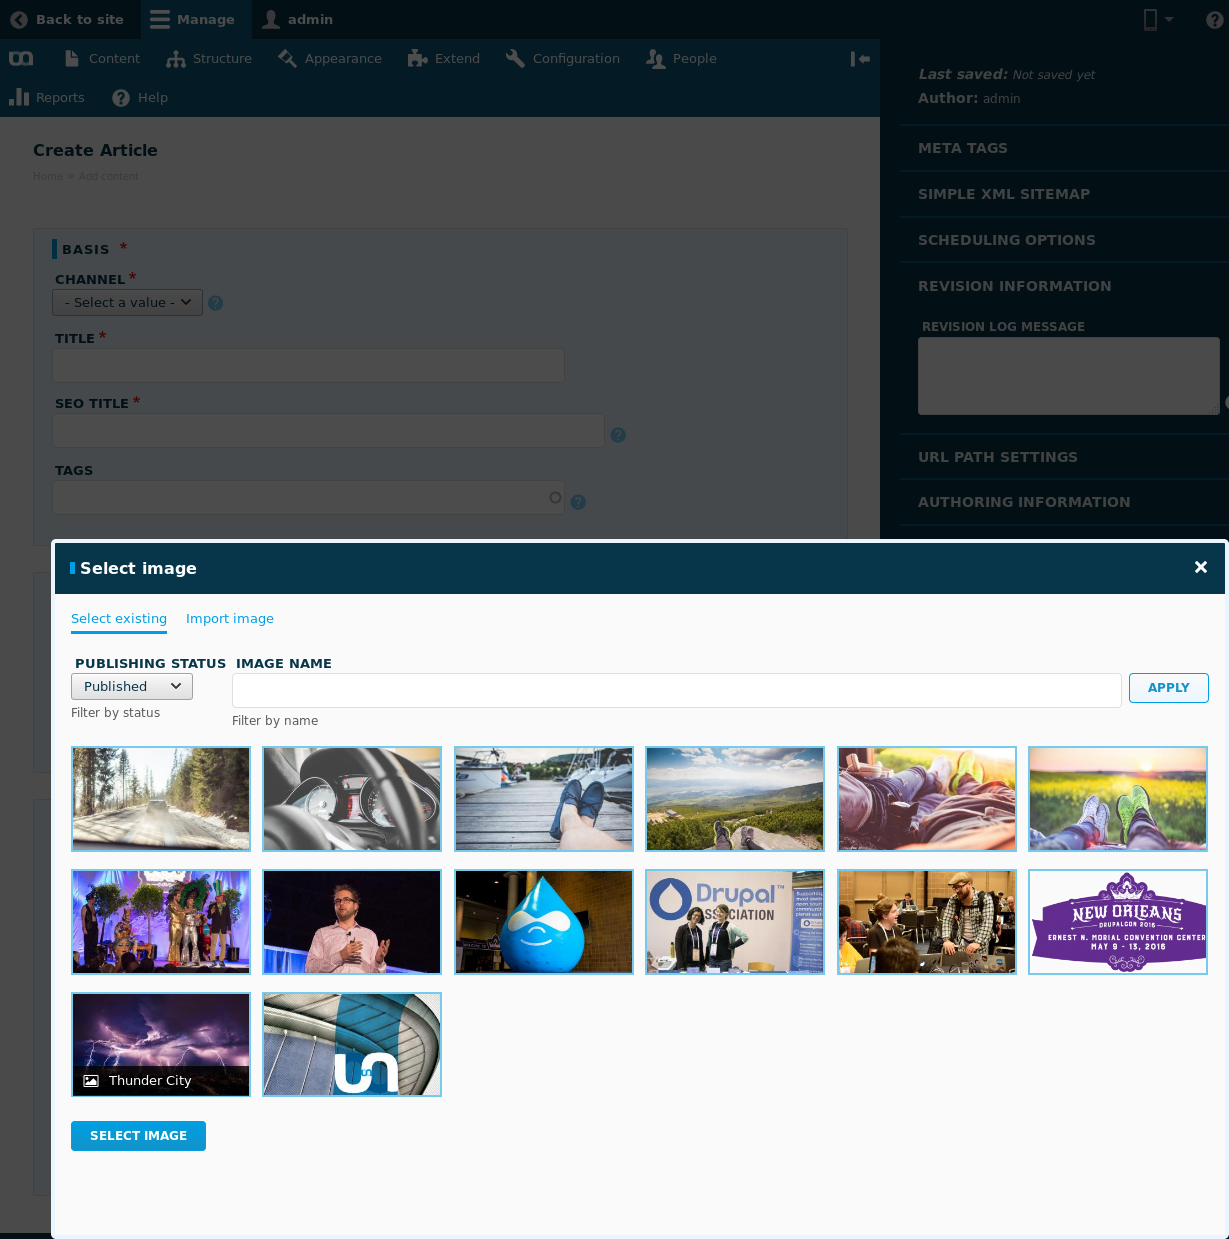 Back to site Manage admin
Content Structure Appearance Extend Configuration People
Reports Help
Last saved: Not saved yet
Author: admin
META TAGS
SIMPLE XML SITEMAP
SCHEDULING OPTIONS
REVISION INFORMATION
REVISION LOG MESSAGE
URL PATH SETTINGS
AUTHORING INFORMATION
Create Article
Home » Add content
BASIS *
CHANNEL *
- Select a value -
TITLE *
SEO TITLE *
TAGS
Select image
Select existing Import image
PUBLISHING STATUS IMAGE NAME
Published APPLY
Filter by status Filter by name
Drupal™
ASSOCIATION
NEW ORLEANS
DRUPALCON 2016
ERNEST N. MORIAL CONVENTION CENTER
MAY 9 - 13, 2016
Thunder City
SELECT IMAGE